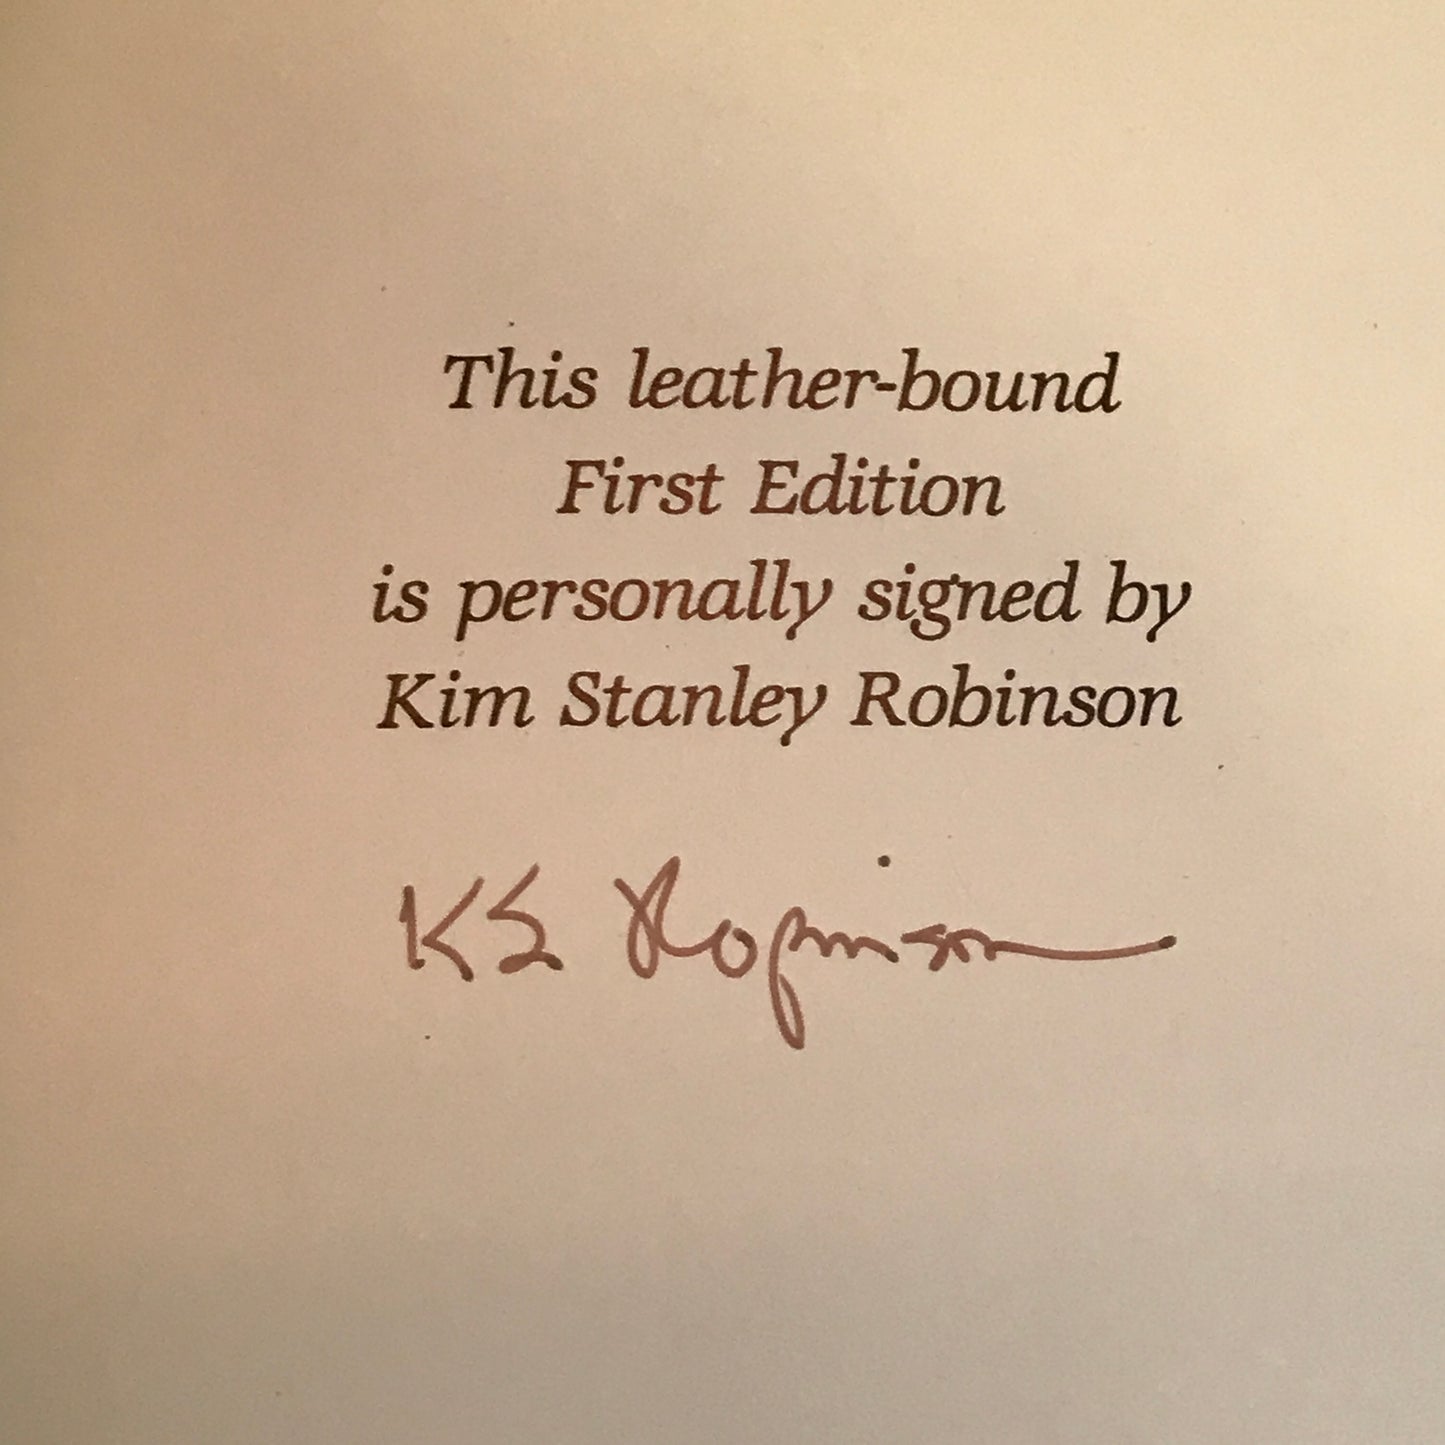 This leather-bound
First Edition
is personally signed by
Kim Stanley Robinson
KS Robinson